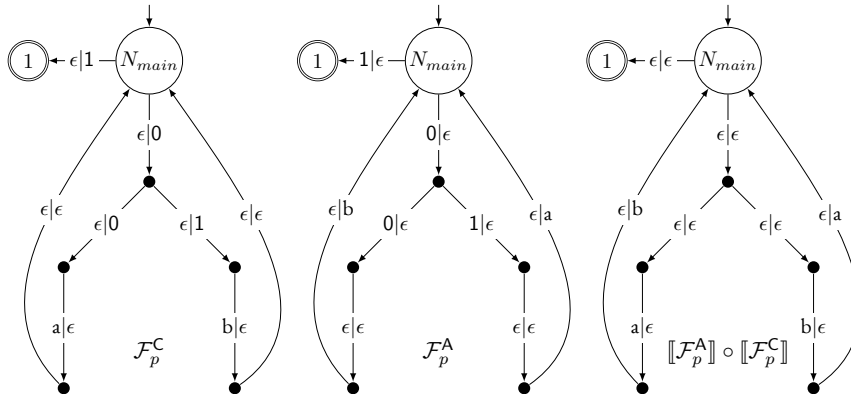 1 ϵ|1 N_main 1 1|ϵ N_main 1 ϵ|ϵ N_main
ϵ|0 0|ϵ ϵ|ϵ
ϵ|ϵ ϵ|ϵ ϵ|b ϵ|a ϵ|b ϵ|a
ϵ|0 ϵ|1 0|ϵ 1|ϵ ϵ|ϵ ϵ|ϵ
a|ϵ b|ϵ ϵ|ϵ ϵ|ϵ a|ϵ b|ϵ
ℱ_p^C ℱ_p^A ⟦ℱ_p^A⟧ ∘ ⟦ℱ_p^C⟧